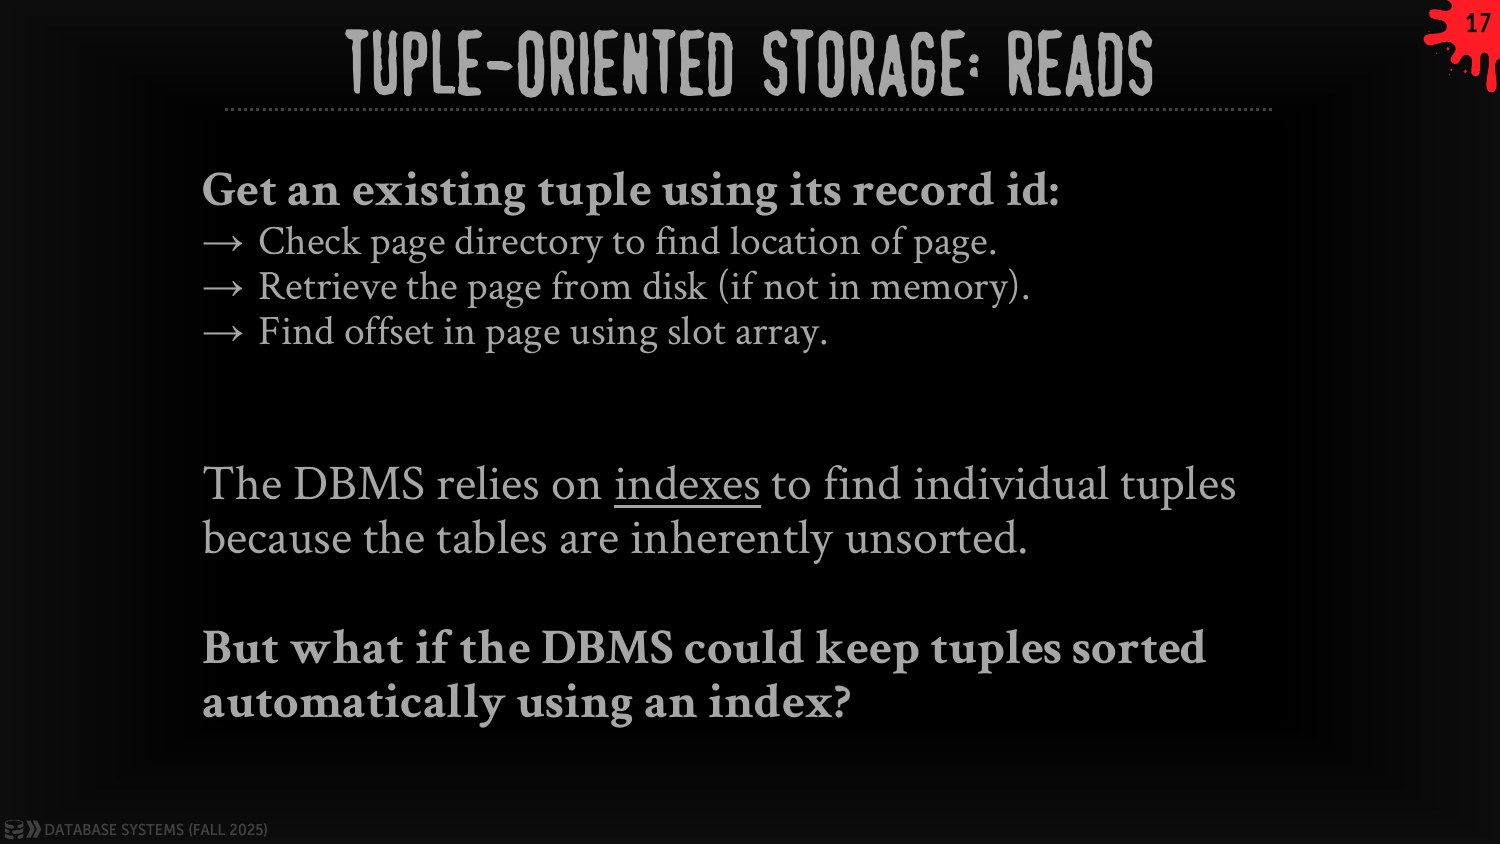 TUPLE-ORIENTED STORAGE: READS
17
Get an existing tuple using its record id:
→ Check page directory to find location of page.
→ Retrieve the page from disk (if not in memory).
→ Find offset in page using slot array.
The DBMS relies on indexes to find individual tuples
because the tables are inherently unsorted.
But what if the DBMS could keep tuples sorted
automatically using an index?
DATABASE SYSTEMS (FALL 2025)